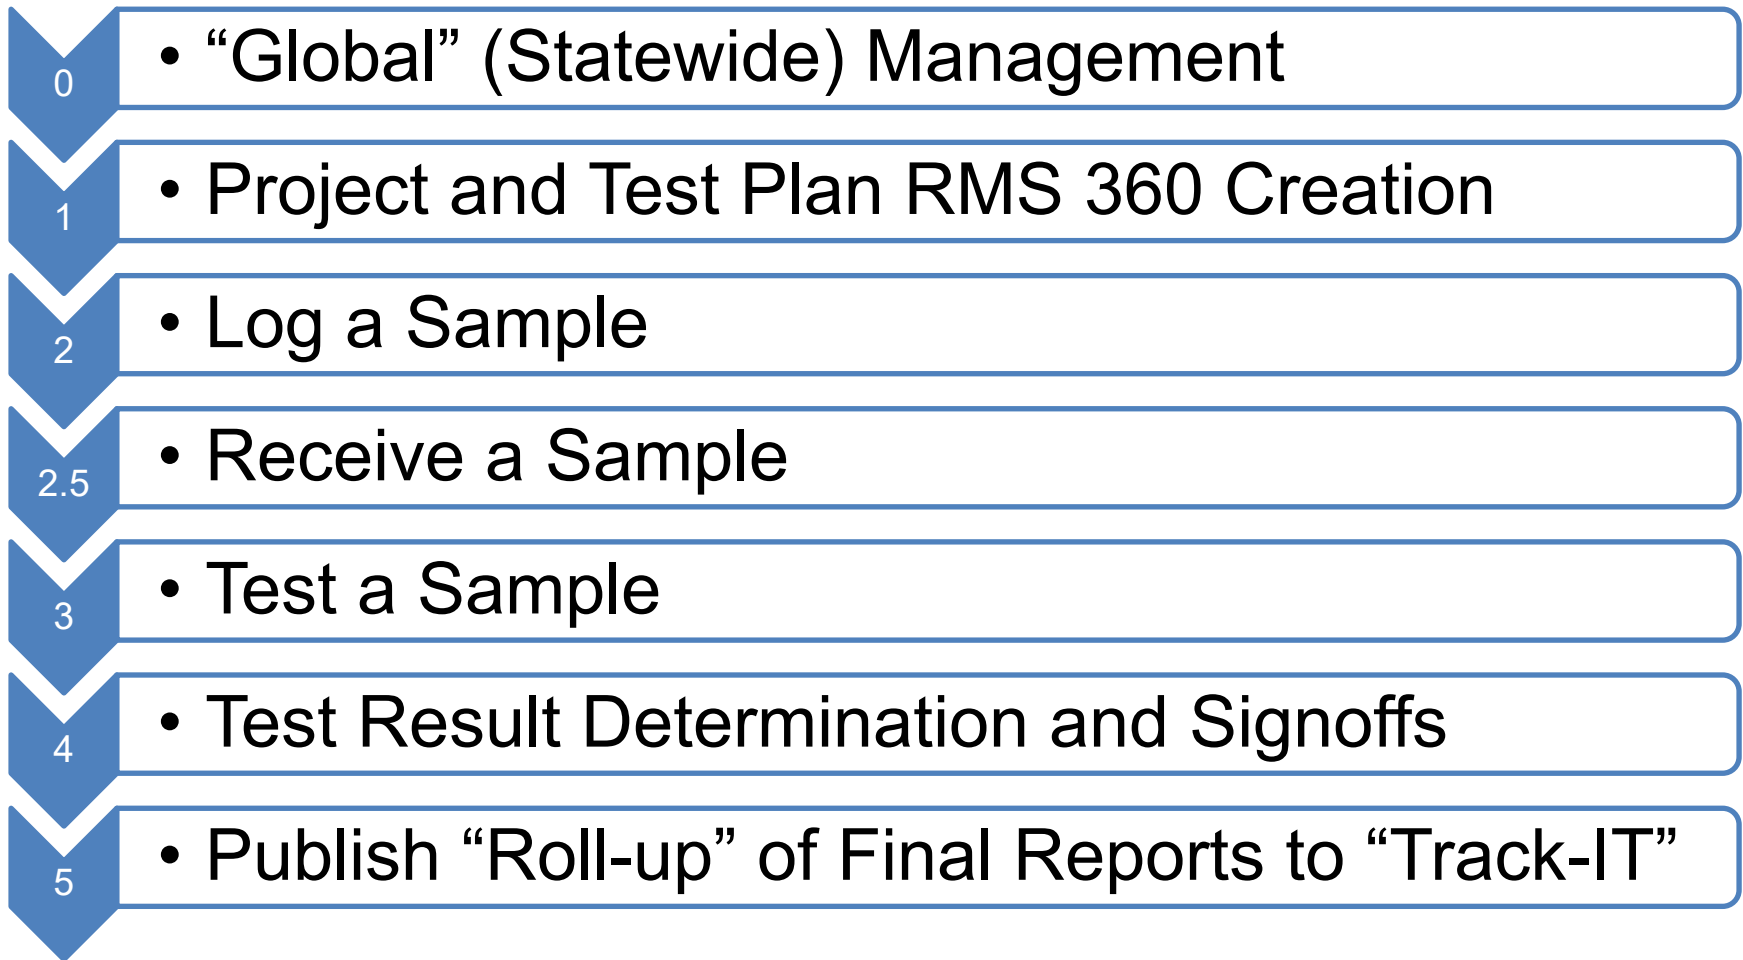 0
• “Global” (Statewide) Management
1
• Project and Test Plan RMS 360 Creation
2
• Log a Sample
2.5
• Receive a Sample
3
• Test a Sample
4
• Test Result Determination and Signoffs
5
• Publish “Roll-up” of Final Reports to “Track-IT”